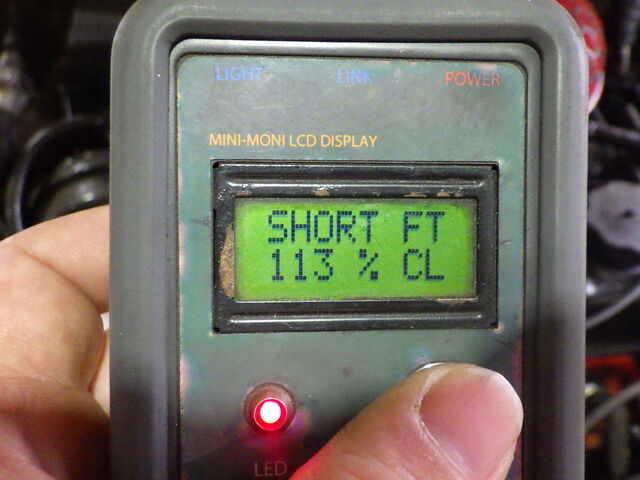 LIGHT LINK POWER
MINI-MONI LCD DISPLAY
SHORT FT
113 % CL
LED